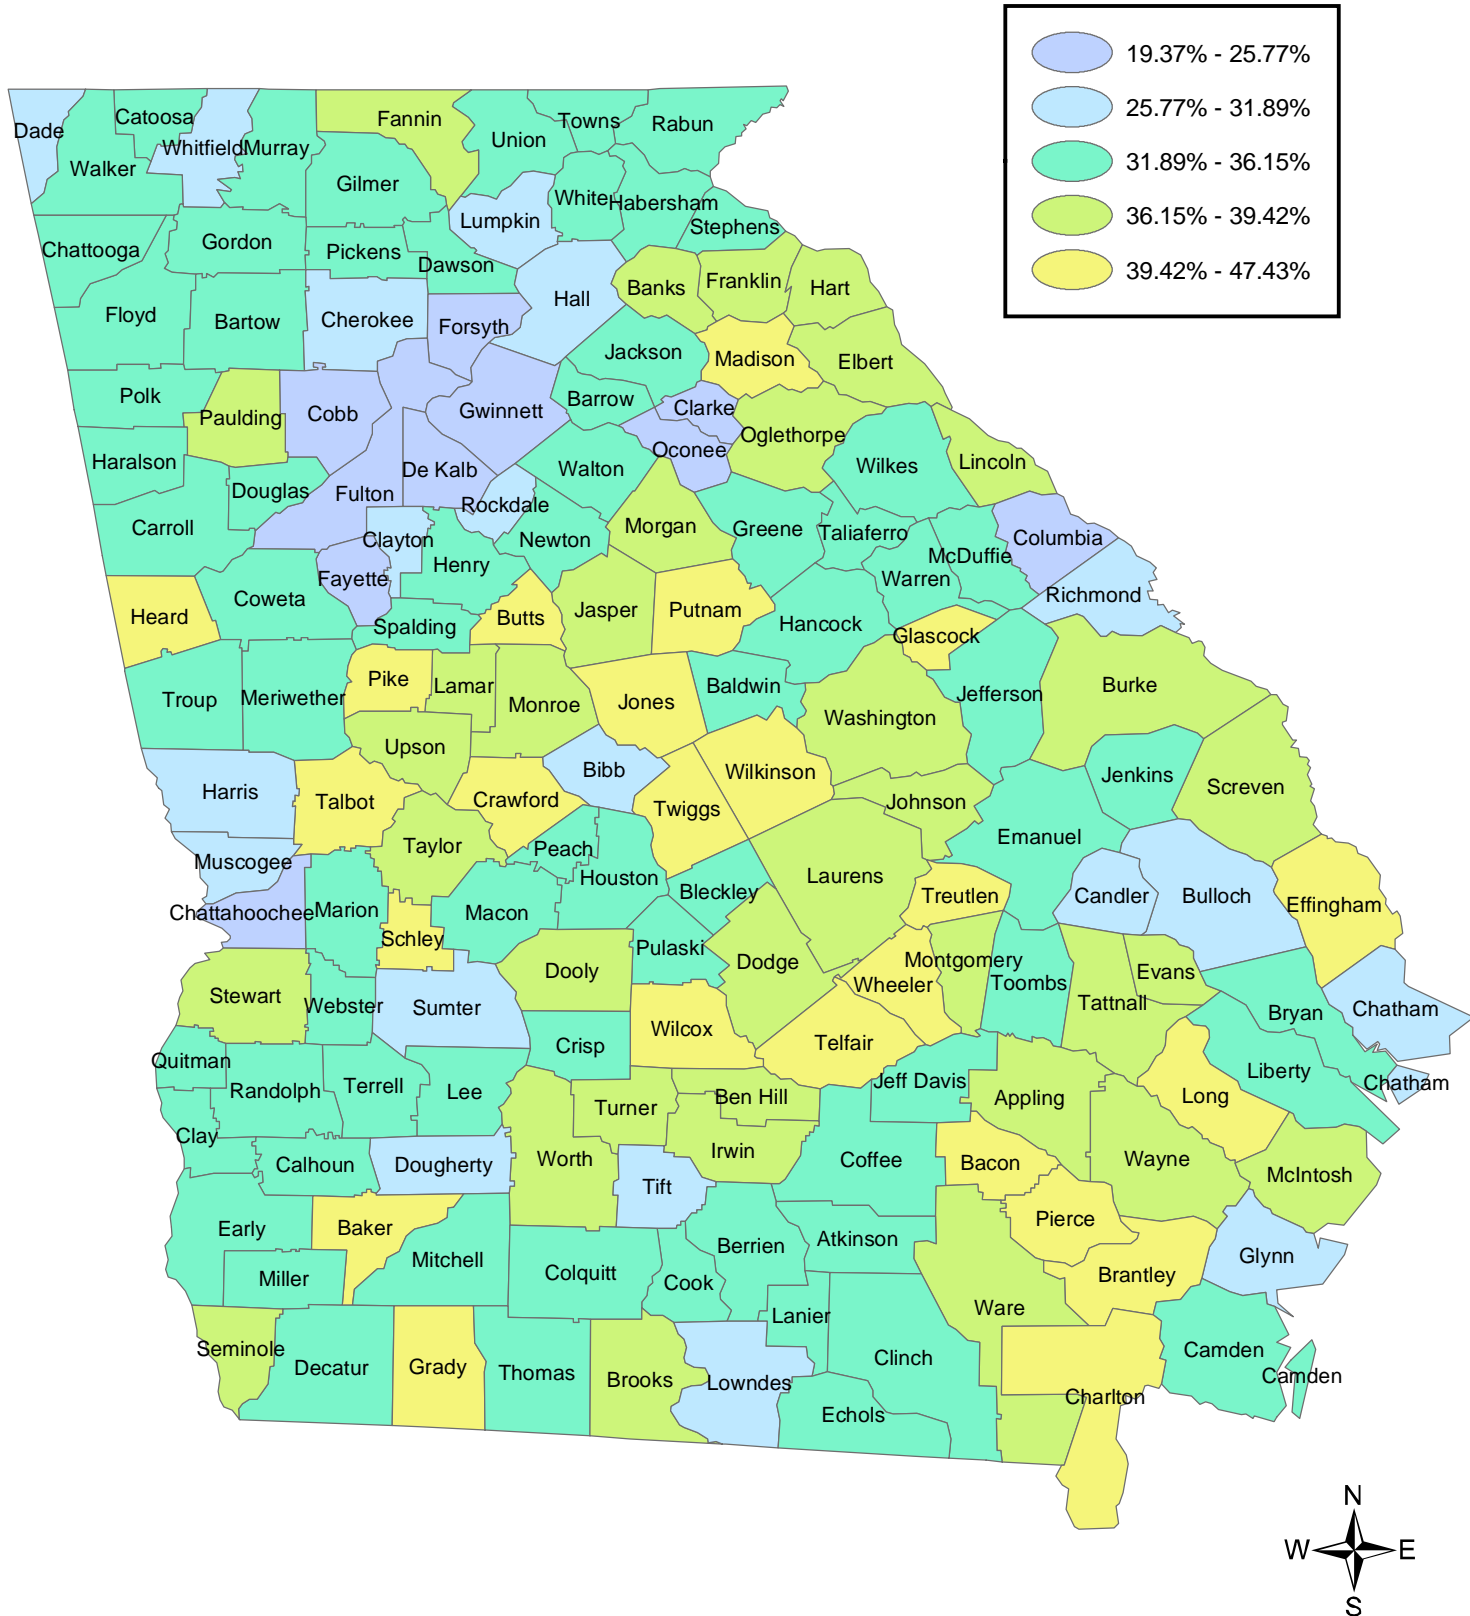 19.37% - 25.77%
25.77% - 31.89%
31.89% - 36.15%
36.15% - 39.42%
39.42% - 47.43%
Dade
Catoosa
Whitfield
Murray
Fannin
Union
Towns
Rabun
Walker
Gilmer
White
Habersham
Lumpkin
Stephens
Chattooga
Gordon
Pickens
Dawson
Banks
Franklin
Hart
Floyd
Bartow
Cherokee
Forsyth
Hall
Jackson
Madison
Elbert
Polk
Paulding
Cobb
Gwinnett
Barrow
Clarke
Oglethorpe
Oconee
Haralson
Douglas
Fulton
De Kalb
Rockdale
Walton
Wilkes
Lincoln
Carroll
Clayton
Henry
Newton
Morgan
Greene
Taliaferro
McDuffie
Columbia
Fayette
Warren
Richmond
Heard
Coweta
Spalding
Butts
Jasper
Putnam
Hancock
Glascock
Troup
Meriwether
Pike
Lamar
Monroe
Jones
Baldwin
Washington
Jefferson
Burke
Upson
Harris
Talbot
Crawford
Bibb
Twiggs
Wilkinson
Johnson
Jenkins
Screven
Muscogee
Taylor
Peach
Houston
Bleckley
Laurens
Emanuel
Treutlen
Candler
Bulloch
Effingham
Chattahoochee
Marion
Schley
Macon
Pulaski
Dodge
Wheeler
Montgomery
Toombs
Tattnall
Evans
Stewart
Webster
Sumter
Dooly
Bryan
Chatham
Quitman
Randolph
Terrell
Lee
Crisp
Wilcox
Telfair
Jeff Davis
Appling
Long
Liberty
Chatham
Clay
Calhoun
Dougherty
Worth
Turner
Ben Hill
Irwin
Tift
Coffee
Bacon
Wayne
McIntosh
Early
Baker
Mitchell
Miller
Colquitt
Cook
Berrien
Atkinson
Pierce
Brantley
Glynn
Lanier
Ware
Seminole
Decatur
Grady
Thomas
Brooks
Lowndes
Clinch
Echols
Charlton
Camden
Camden
N
W E
S